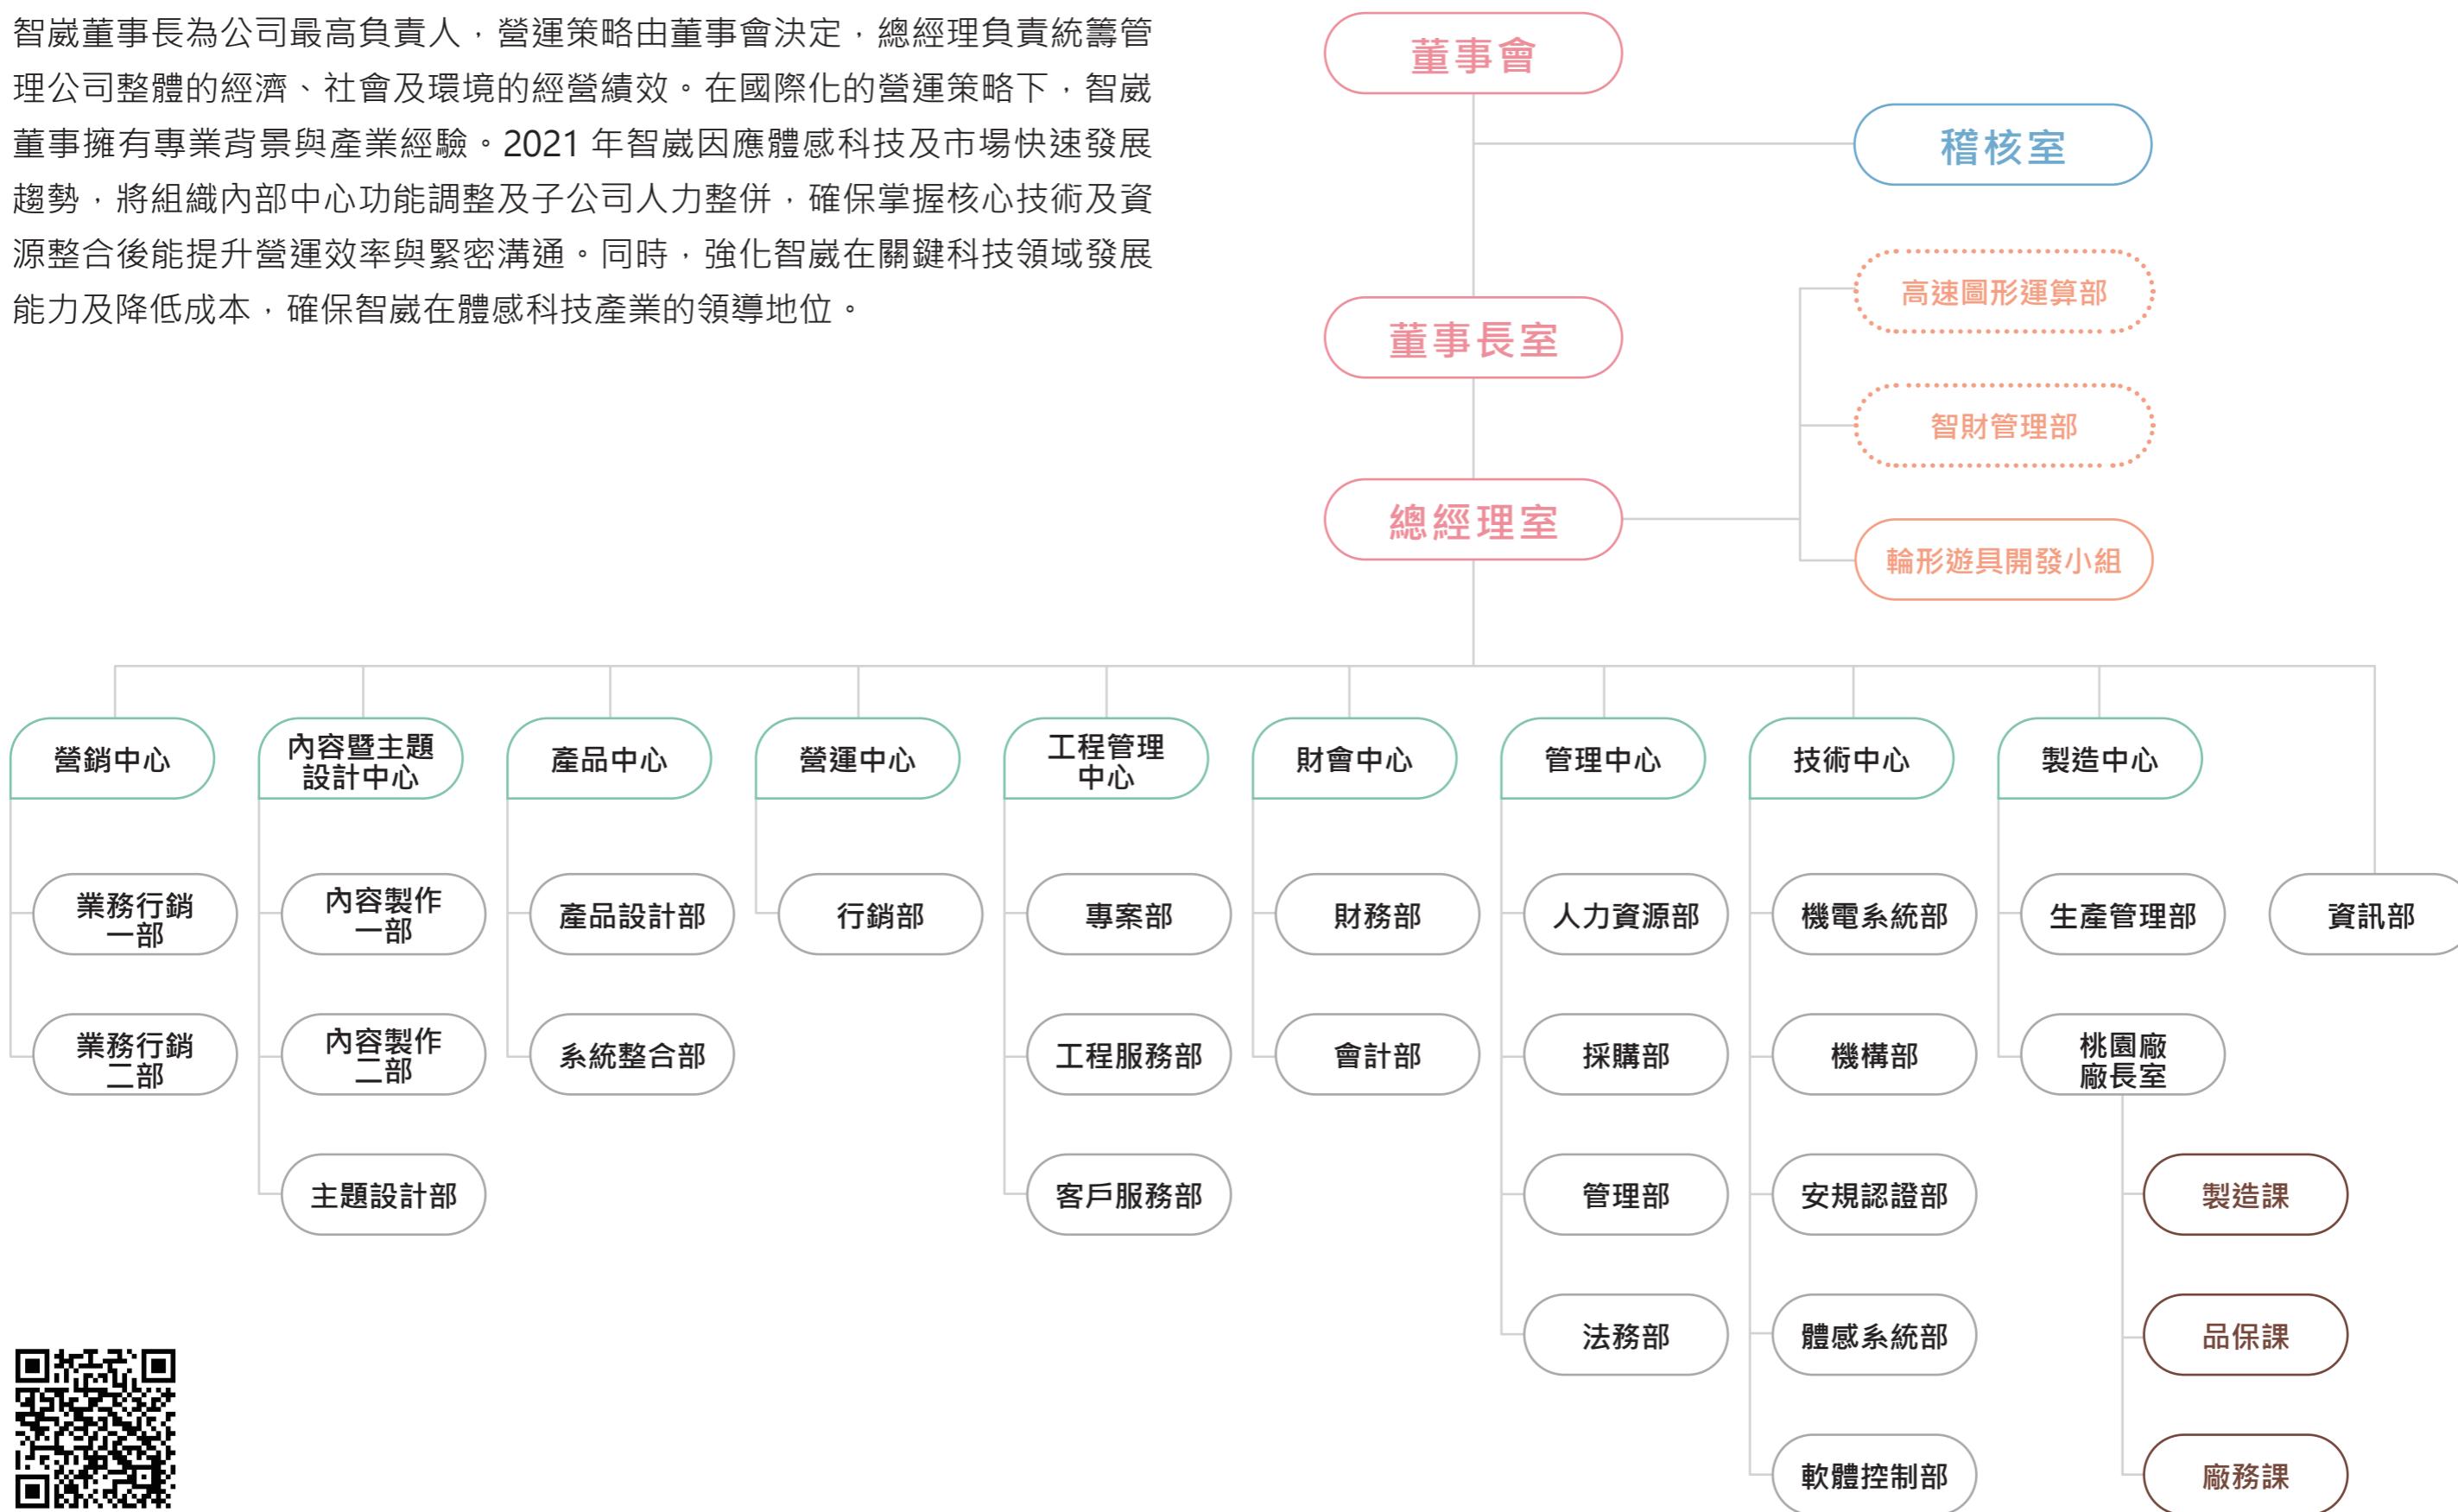 智崴董事長為公司最高負責人，營運策略由董事會決定，總經理負責統籌管
理公司整體的經濟、社會及環境的經營績效。在國際化的營運策略下，智崴
董事擁有專業背景與產業經驗。2021 年智崴因應體感科技及市場快速發展
趨勢，將組織內部中心功能調整及子公司人力整併，確保掌握核心技術及資
源整合後能提升營運效率與緊密溝通。同時，強化智崴在關鍵科技領域發展
能力及降低成本，確保智崴在體感科技產業的領導地位。
董事會
稽核室
董事長室
總經理室
高速圖形運算部
智財管理部
輪形遊具開發小組
營銷中心
業務行銷
一部
業務行銷
二部
內容暨主題
設計中心
內容製作
一部
內容製作
二部
主題設計部
產品中心
產品設計部
系統整合部
營運中心
行銷部
工程管理
中心
專案部
工程服務部
客戶服務部
財會中心
財務部
會計部
管理中心
人力資源部
採購部
管理部
法務部
技術中心
機電系統部
機構部
安規認證部
體感系統部
軟體控制部
製造中心
生產管理部
桃園廠
廠長室
製造課
品保課
廠務課
資訊部